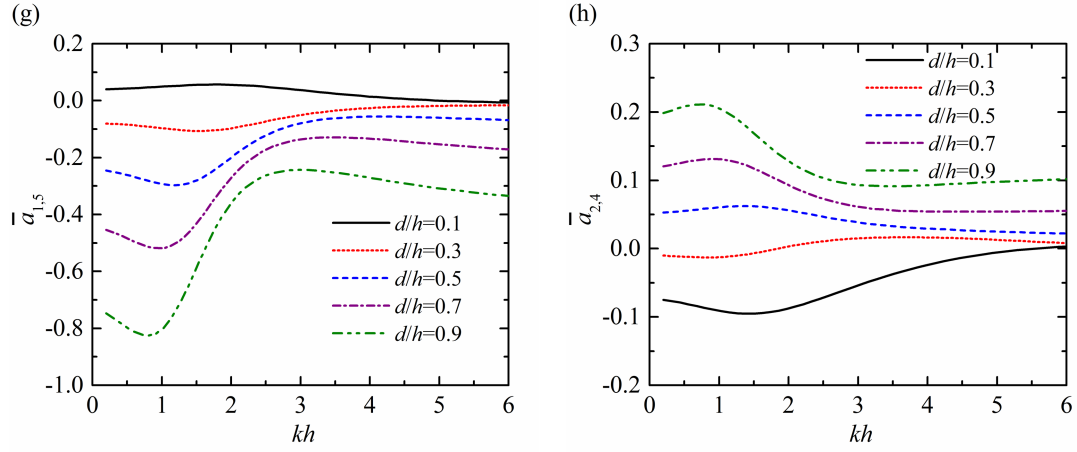 (g)
0.2
0.0
-0.2
-0.4
-0.6
-0.8
-1.0
0 1 2 3 4 5 6
kh
a̅1,5
d/h=0.1
d/h=0.3
d/h=0.5
d/h=0.7
d/h=0.9
(h)
0.3
0.2
0.1
0.0
-0.1
-0.2
0 1 2 3 4 5 6
kh
a̅2,4
d/h=0.1
d/h=0.3
d/h=0.5
d/h=0.7
d/h=0.9